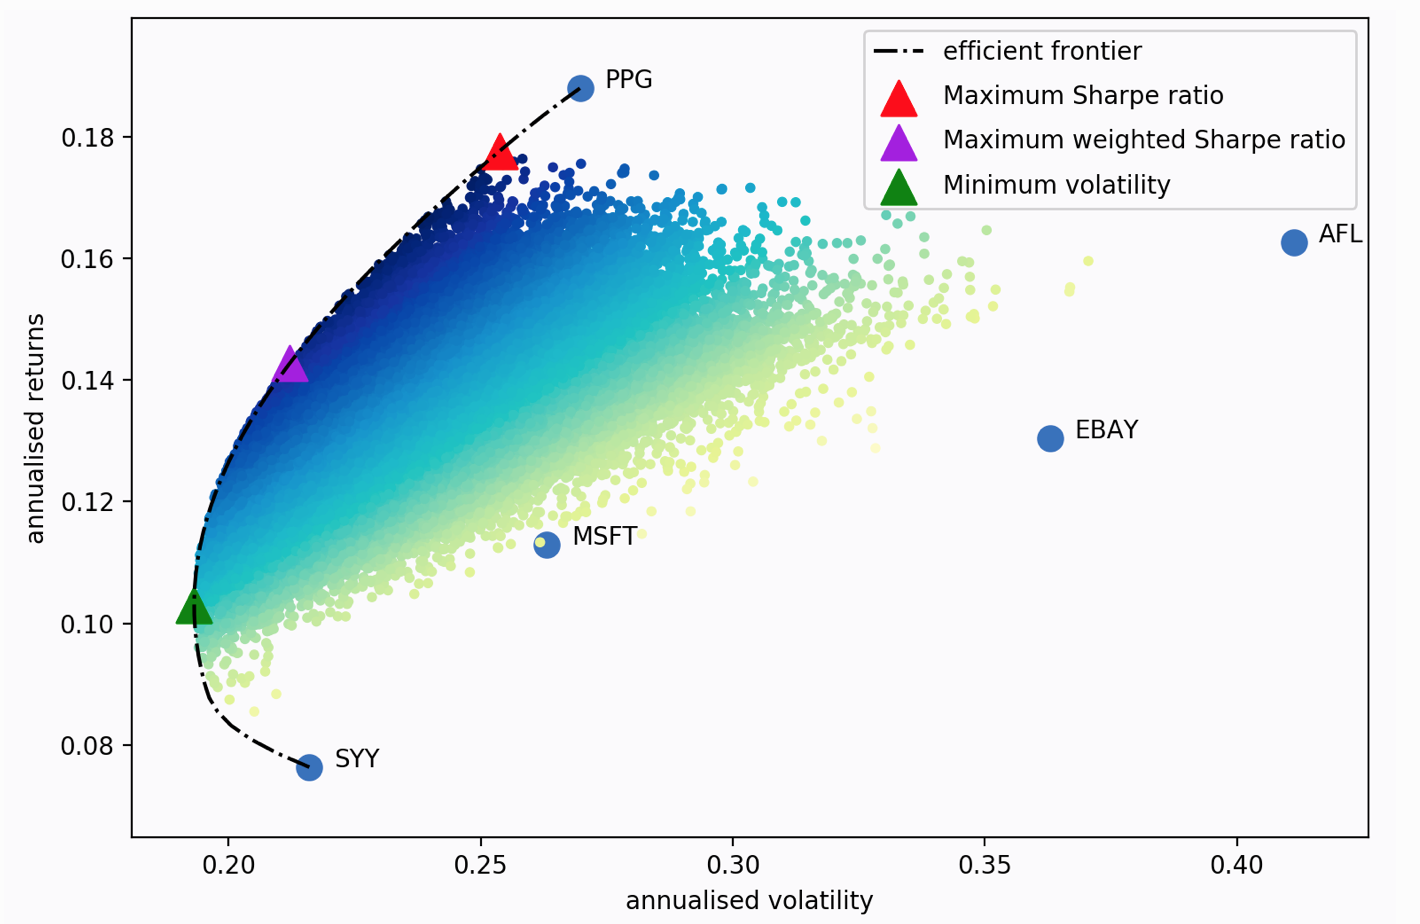 efficient frontier
Maximum Sharpe ratio
Maximum weighted Sharpe ratio
Minimum volatility
PPG
AFL
EBAY
MSFT
SYY
0.18
0.16
0.14
0.12
0.10
0.08
annualised returns
0.20 0.25 0.30 0.35 0.40
annualised volatility